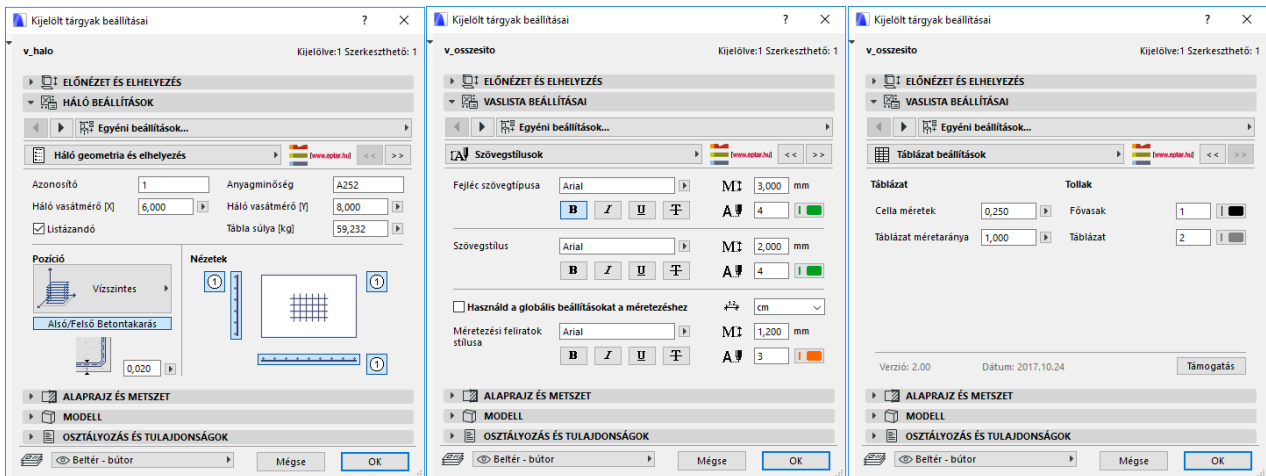 Kijelölt tárgyak beállításai ? ×
v_halo Kijelölve:1 Szerkeszthető: 1
ELŐNÉZET ÉS ELHELYEZÉS
HÁLÓ BEÁLLÍTÁSOK
Egyéni beállítások...
Háló geometria és elhelyezés [www.eptar.hu] << >>
Azonosító 1 Anyagminőség A252
Háló vasátmérő [X] 6,000 Háló vasátmérő [Y] 8,000
Listázandó Tábla súlya [kg] 59,232
Pozíció Nézetek
Vízszintes 1 1
Alsó/Felső Betontakarás
0,020 1
ALAPRAJZ ÉS METSZET
MODELL
OSZTÁLYOZÁS ÉS TULAJDONSÁGOK
Beltér - bútor Mégse OK
Kijelölt tárgyak beállításai ? ×
v_osszesito Kijelölve:1 Szerkeszthető: 1
ELŐNÉZET ÉS ELHELYEZÉS
VASLISTA BEÁLLÍTÁSAI
Egyéni beállítások...
Szövegstílusok [www.eptar.hu] << >>
Fejléc szövegtípusa Arial 3,000 mm
B I U T 4
Szövegstílus Arial 2,000 mm
B I U T 4
Használd a globális beállításokat a méretezéshez cm
Méretezési feliratok stílusa Arial 1,200 mm
B I U T 3
ALAPRAJZ ÉS METSZET
MODELL
OSZTÁLYOZÁS ÉS TULAJDONSÁGOK
Beltér - bútor Mégse OK
Kijelölt tárgyak beállításai ? ×
v_osszesito Kijelölve:1 Szerkeszthető: 1
ELŐNÉZET ÉS ELHELYEZÉS
VASLISTA BEÁLLÍTÁSAI
Egyéni beállítások...
Táblázat beállítások [www.eptar.hu] << >>
Táblázat Tollak
Cella méretek 0,250 Fővasak 1
Táblázat méretaránya 1,000 Táblázat 2
Verzió: 2.00 Dátum: 2017.10.24 Támogatás
ALAPRAJZ ÉS METSZET
MODELL
OSZTÁLYOZÁS ÉS TULAJDONSÁGOK
Beltér - bútor Mégse OK